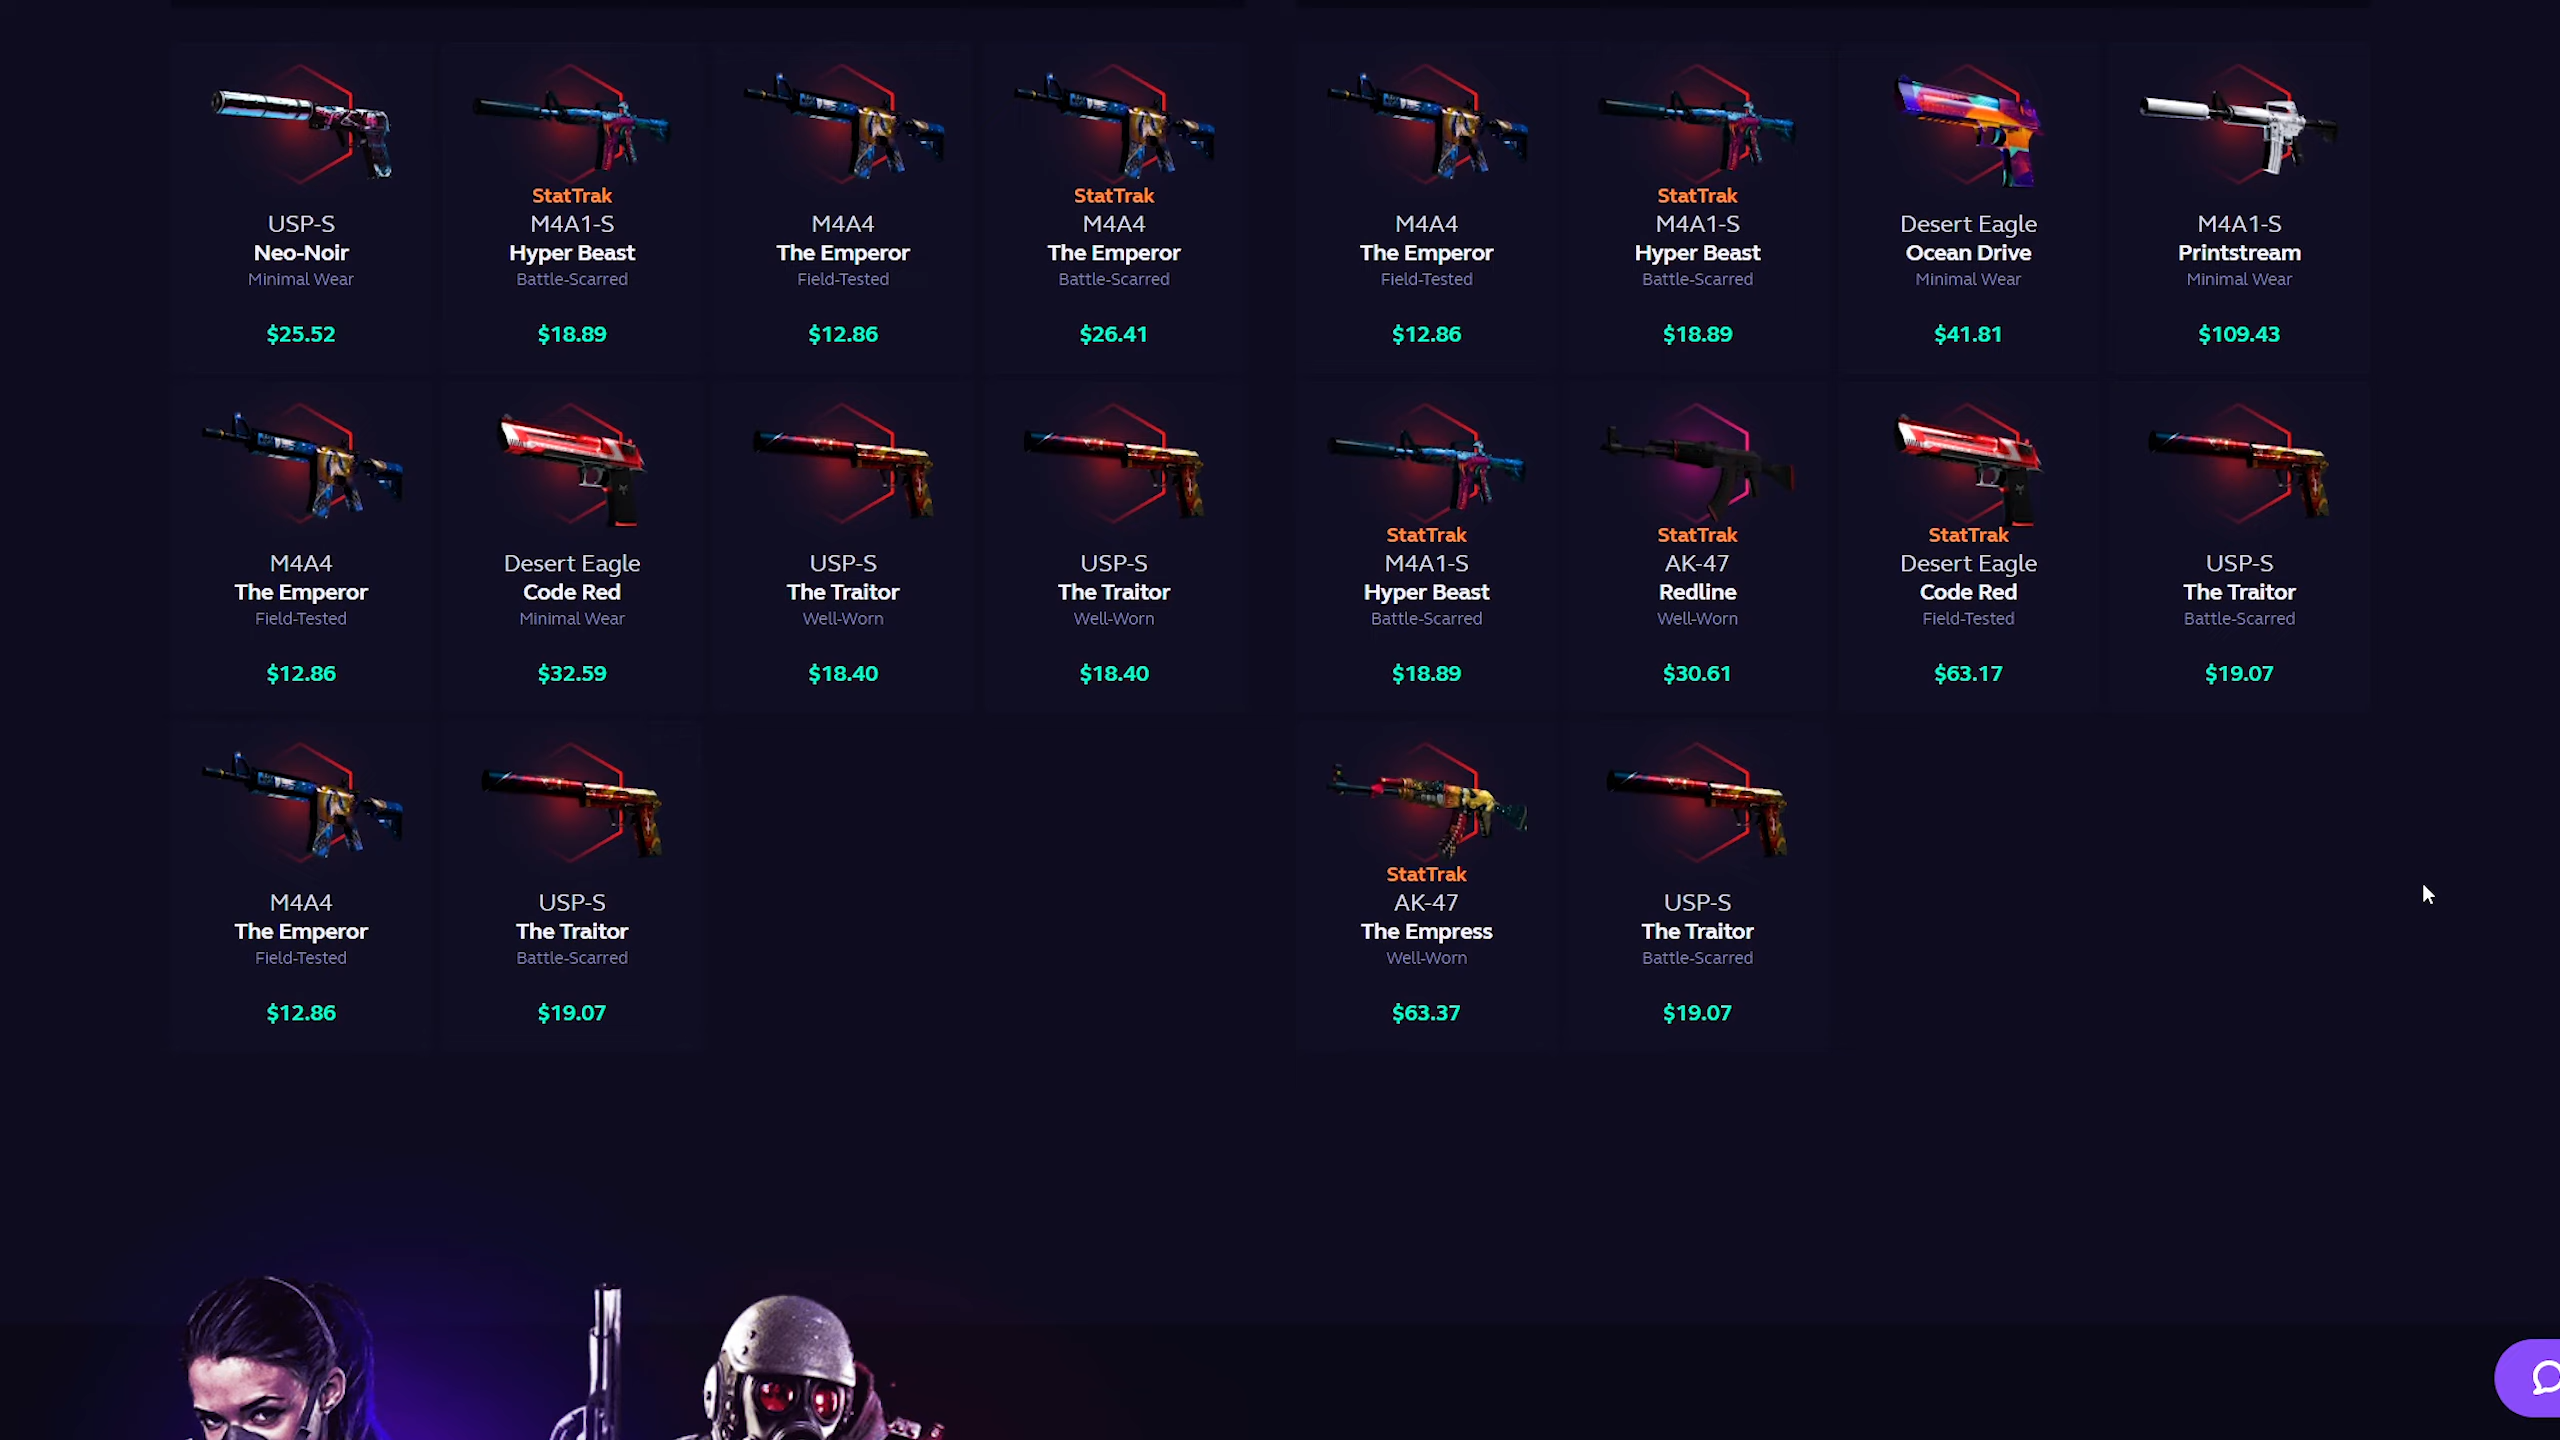 USP-S
Neo-Noir
Minimal Wear
$25.52
StatTrak
M4A1-S
Hyper Beast
Battle-Scarred
$18.89
M4A4
The Emperor
Field-Tested
$12.86
StatTrak
M4A4
The Emperor
Battle-Scarred
$26.41
M4A4
The Emperor
Field-Tested
$12.86
Desert Eagle
Code Red
Minimal Wear
$32.59
USP-S
The Traitor
Well-Worn
$18.40
USP-S
The Traitor
Well-Worn
$18.40
M4A4
The Emperor
Field-Tested
$12.86
USP-S
The Traitor
Battle-Scarred
$19.07
M4A4
The Emperor
Field-Tested
$12.86
StatTrak
M4A1-S
Hyper Beast
Battle-Scarred
$18.89
Desert Eagle
Ocean Drive
Minimal Wear
$41.81
M4A1-S
Printstream
Minimal Wear
$109.43
StatTrak
M4A1-S
Hyper Beast
Battle-Scarred
$18.89
StatTrak
AK-47
Redline
Well-Worn
$30.61
StatTrak
Desert Eagle
Code Red
Field-Tested
$63.17
USP-S
The Traitor
Battle-Scarred
$19.07
StatTrak
AK-47
The Empress
Well-Worn
$63.37
USP-S
The Traitor
Battle-Scarred
$19.07